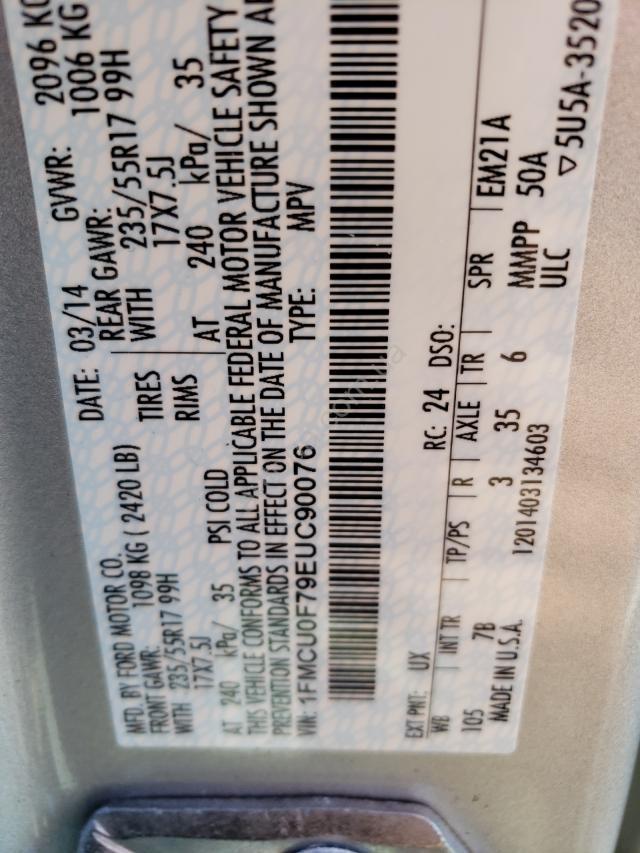 MFD. BY FORD MOTOR CO.
DATE: 03/14 GVWR: 2096 KG
FRONT GAWR: 1098 KG ( 2420 LB)
REAR GAWR: 1006 KG
WITH 235/55R17 99H TIRES WITH 235/55R17 99H
17X7.5J RIMS 17X7.5J
AT 240 kPa/ 35 PSI COLD AT 240 kPa/ 35
THIS VEHICLE CONFORMS TO ALL APPLICABLE FEDERAL MOTOR VEHICLE SAFETY
PREVENTION STANDARDS IN EFFECT ON THE DATE OF MANUFACTURE SHOWN
VIN: 1FMCU0F79EUC90076 TYPE: MPV
EXT PNT: UX RC: 24 DSO:
WB INT TR TP/PS R AXLE TR SPR EM21A
105 7B 3 35 6 MMPP 50A
MADE IN U.S.A. 1201403134603 ULC ▽5U5A-3520